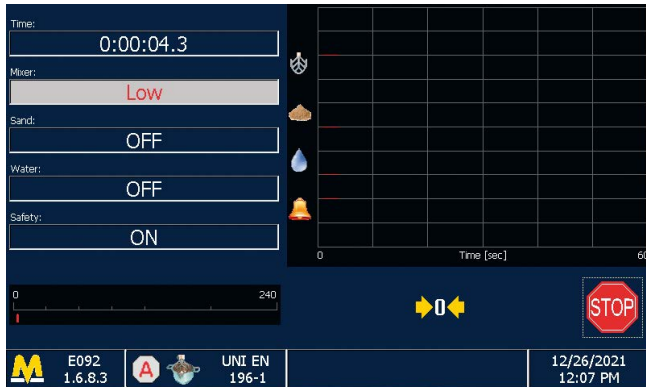 Time:
0:00:04.3
Mixer:
Low
Sand:
OFF
Water:
OFF
Safety:
ON
0 Time [sec] 60
0 240
0
STOP
E092
1.6.8.3
A
UNI EN
196-1
12/26/2021
12:07 PM